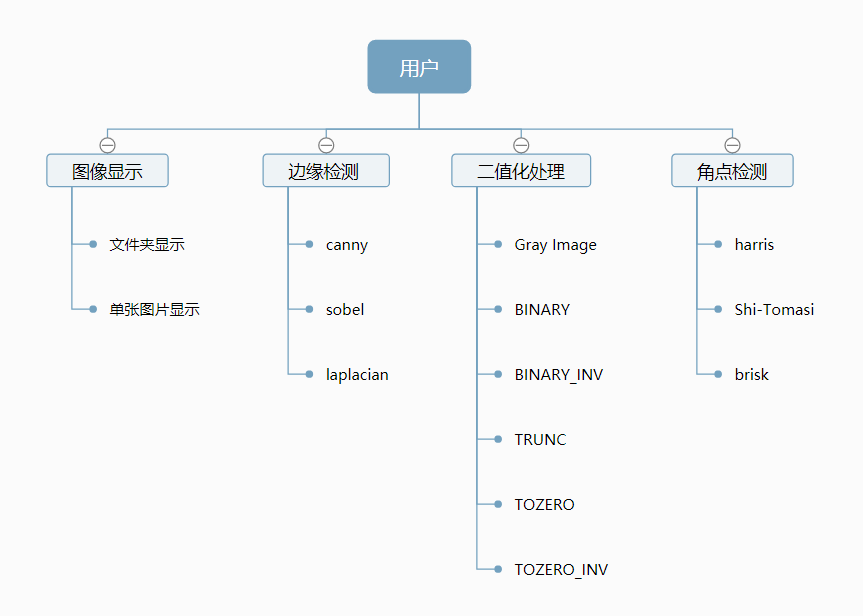 用户
图像显示
文件夹显示
单张图片显示
边缘检测
canny
sobel
laplacian
二值化处理
Gray Image
BINARY
BINARY_INV
TRUNC
TOZERO
TOZERO_INV
角点检测
harris
Shi-Tomasi
brisk